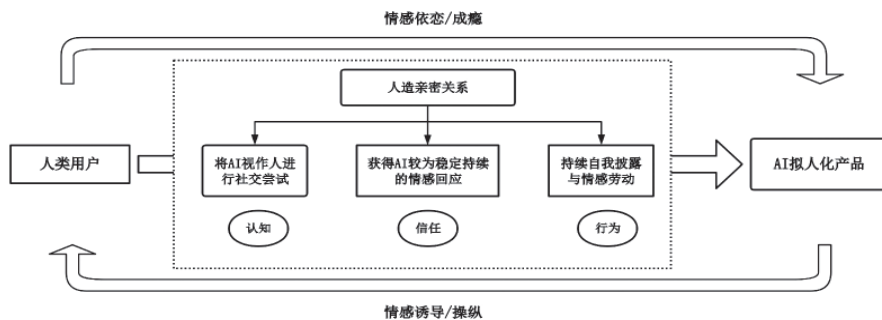 情感依恋/成瘾
人造亲密关系
人类用户
将AI视作人进
行社交尝试
获得AI较为稳定持续
的情感回应
持续自我披露
与情感劳动
AI拟人化产品
认知
信任
行为
情感诱导/操纵